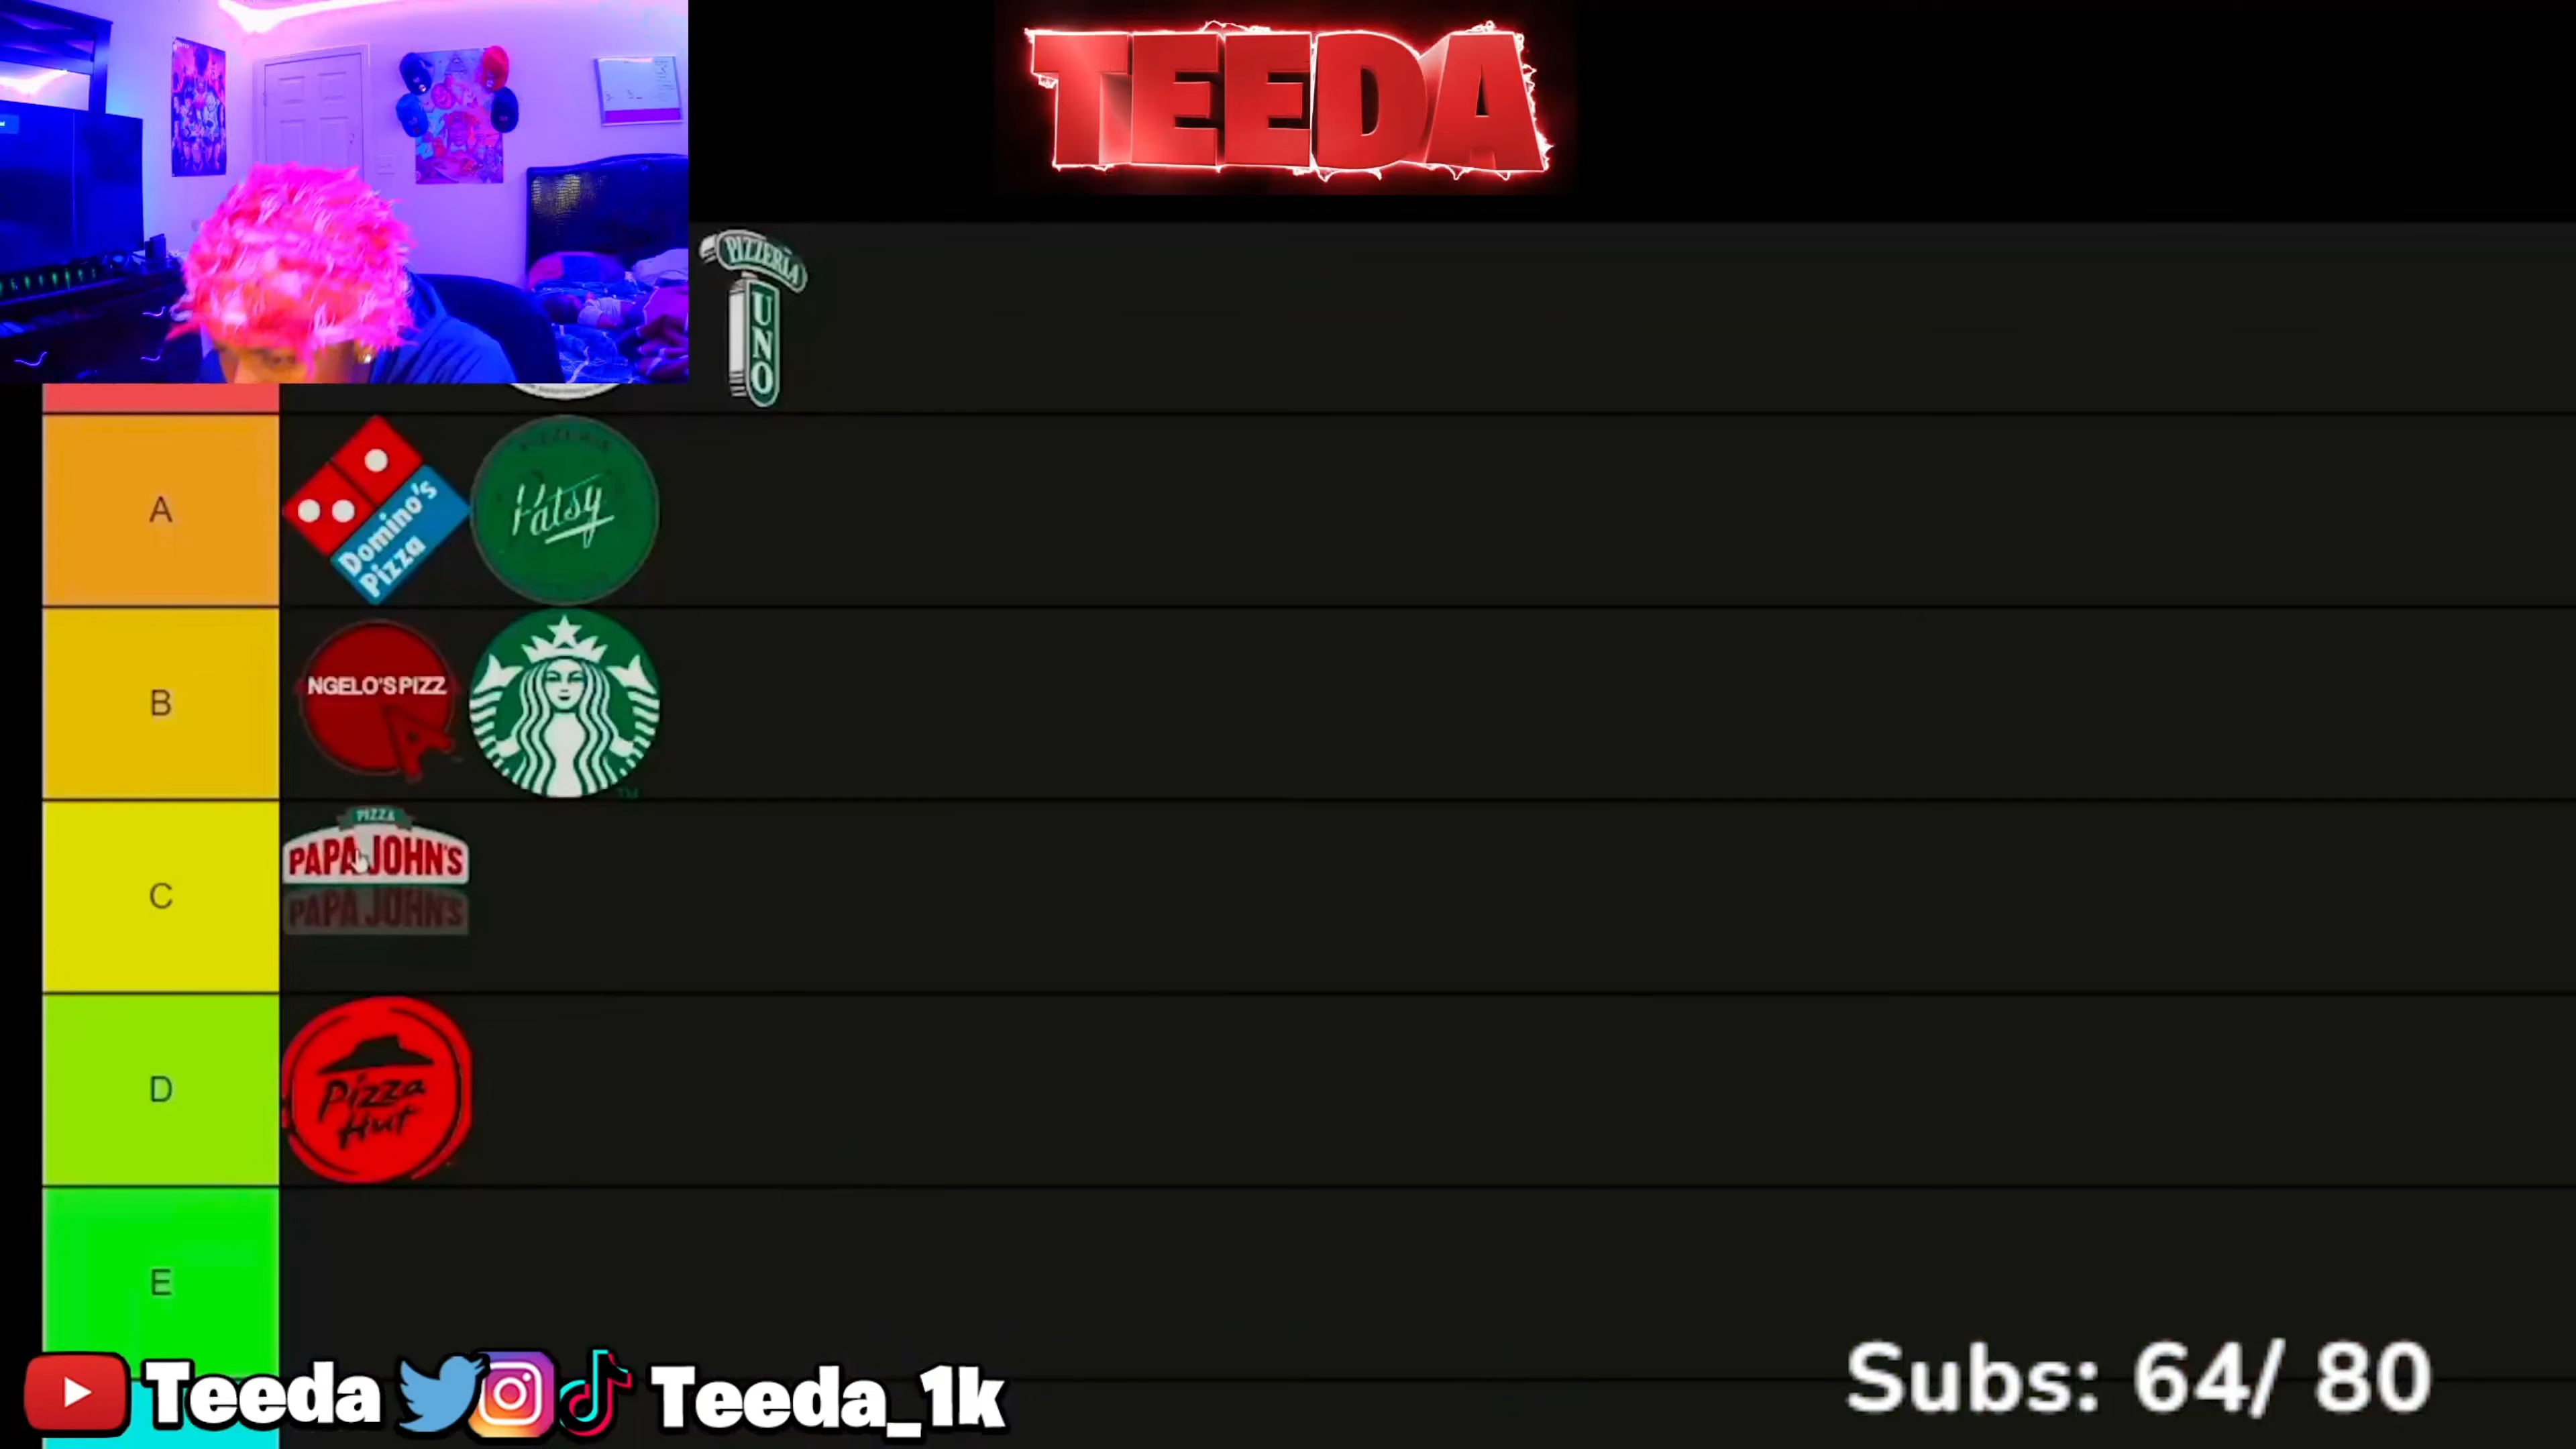 TEEDA
PIZZERIA
UNO
A
Domino's
Pizza
Patsy
B
NGELO'S PIZZ
TM
C
PIZZA
PAPA JOHN'S
PAPA JOHN'S
D
Pizza
Hut
E
Teeda
Teeda_1k
Subs: 64/ 80